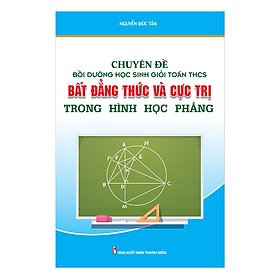 NGUYỄN ĐỨC TẤN
CHUYÊN ĐỀ
BỒI DƯỠNG HỌC SINH GIỎI TOÁN THCS
BẤT ĐẲNG THỨC VÀ CỰC TRỊ
TRONG HÌNH HỌC PHẲNG
NHÀ XUẤT BẢN THANH NIÊN